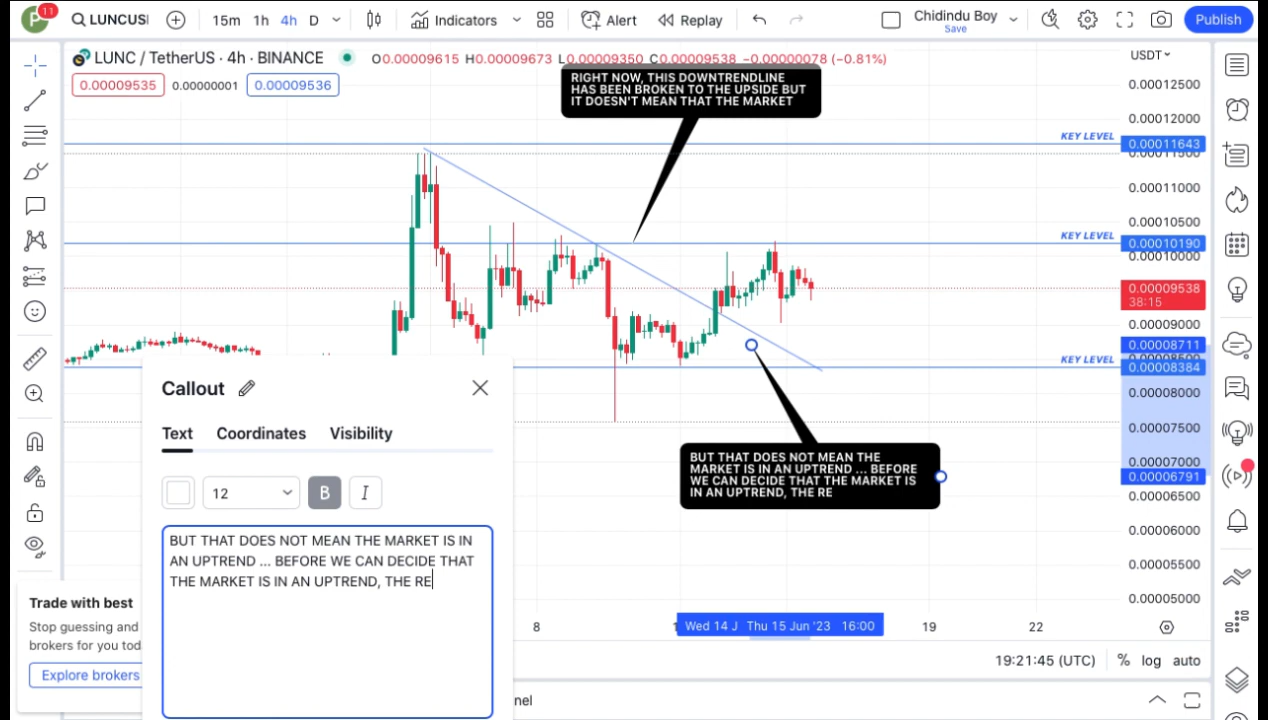 P
11
LUNCUS
15m 1h 4h D
Indicators
Alert
Replay
Chidindu Boy
Save
Publish
LUNC / TetherUS · 4h · BINANCE
O0.00009615 H0.00009673 L0.00009350 C0.00009538 −0.00000078 (−0.81%)
0.00009535
0.00000001
0.00009536
RIGHT NOW, THIS DOWNTRENDLINE
HAS BEEN BROKEN TO THE UPSIDE BUT
IT DOESN'T MEAN THAT THE MARKET
USDT
0.00012500
0.00012000
KEY LEVEL
0.00011643
0.00011500
0.00011000
0.00010500
KEY LEVEL
0.00010190
0.00010000
0.00009538
38:15
0.00009000
0.00008711
0.00008500
KEY LEVEL
0.00008384
0.00008000
0.00007500
0.00007000
0.00006791
0.00006500
0.00006000
0.00005500
0.00005000
BUT THAT DOES NOT MEAN THE
MARKET IS IN AN UPTREND ... BEFORE
WE CAN DECIDE THAT THE MARKET IS
IN AN UPTREND, THE RE
Callout
Text Coordinates Visibility
12
B
I
BUT THAT DOES NOT MEAN THE MARKET IS IN
AN UPTREND ... BEFORE WE CAN DECIDE THAT
THE MARKET IS IN AN UPTREND, THE RE
Trade with best
Stop guessing and
brokers for you tod
Explore brokers
8
Wed 14 J
Thu 15 Jun '23 16:00
19
22
19:21:45 (UTC)
% log auto
nel